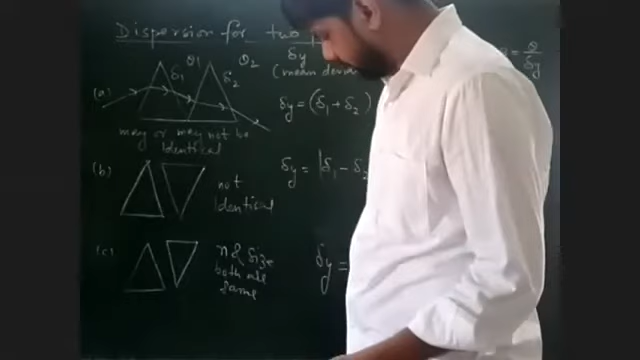 Dispersion for two
δy
(mean devia
= θ/δy
(a)
δ1 θ1
δ2 θ2
δy = (δ1 + δ2)
may or may not be
Identical
(b)
not
Identical
δy = |δ1 - δ2
(c)
n & Size
both are
same
δy =